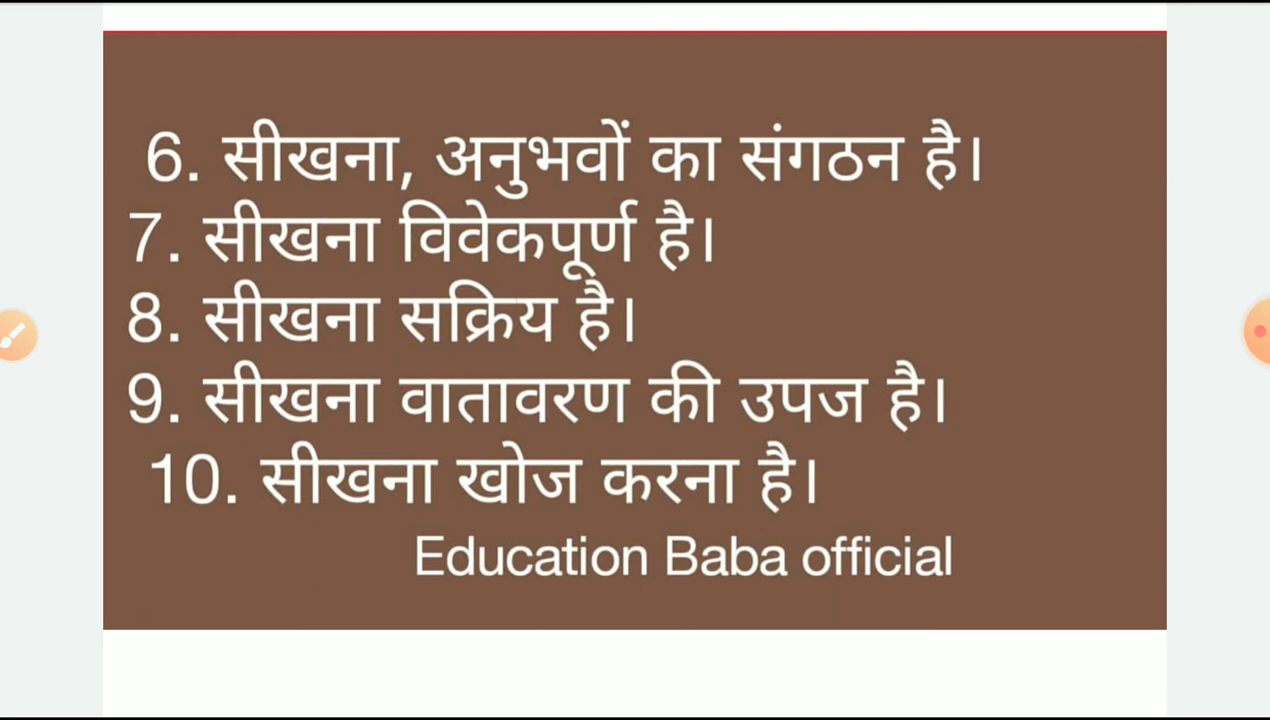 6. सीखना, अनुभवों का संगठन है।
7. सीखना विवेकपूर्ण है।
8. सीखना सक्रिय है।
9. सीखना वातावरण की उपज है।
10. सीखना खोज करना है।
Education Baba official